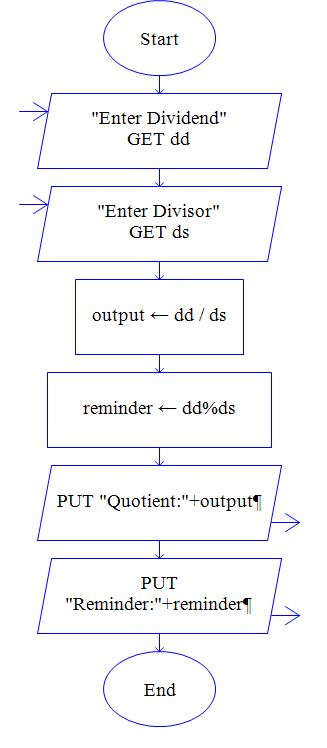 Start
"Enter Dividend"
GET dd
"Enter Divisor"
GET ds
output ← dd / ds
reminder ← dd%ds
PUT "Quotient:"+output¶
PUT
"Reminder:"+reminder¶
End